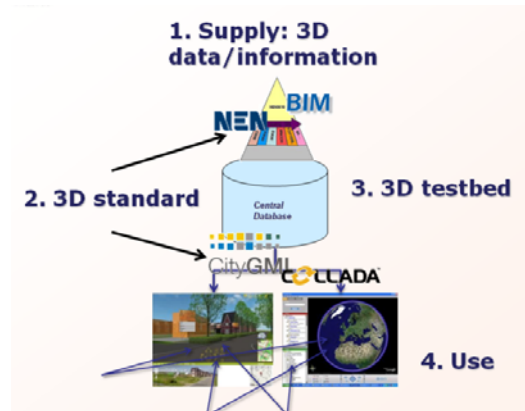 1. Supply: 3D
data/information
BIM
NEN
2. 3D standard
3. 3D testbed
Central
Database
CityGML
COLLADA
4. Use